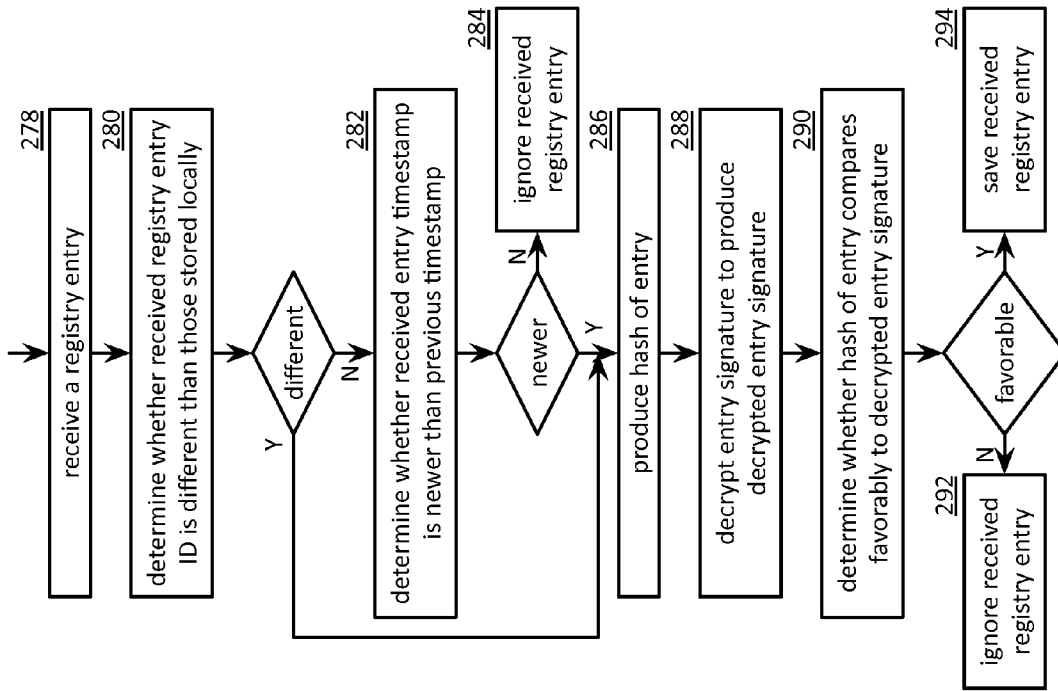 278
receive a registry entry
280
determine whether received registry entry
ID is different than those stored locally
different
Y
N
282
determine whether received entry timestamp
is newer than previous timestamp
newer
N
284
ignore received
registry entry
Y
286
produce hash of entry
288
decrypt entry signature to produce
decrypted entry signature
290
determine whether hash of entry compares
favorably to decrypted entry signature
favorable
N
Y
292
ignore received
registry entry
294
save received
registry entry